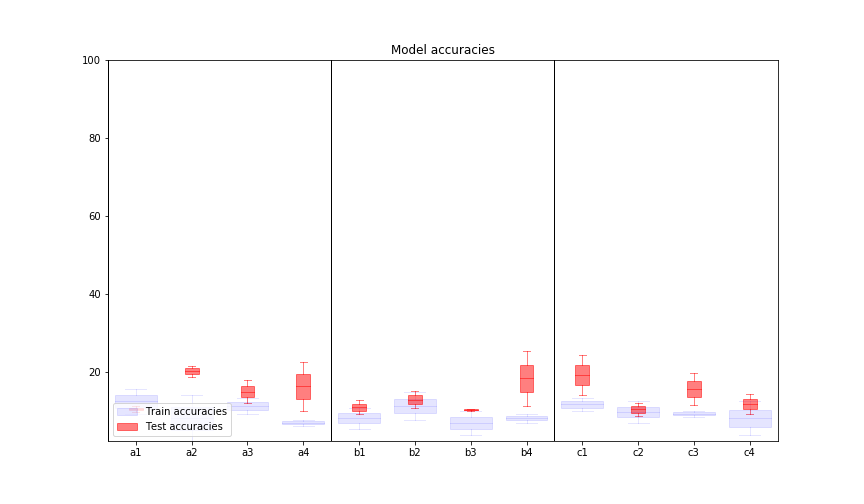 Model accuracies
100
80
60
40
20
Train accuracies
Test accuracies
a1 a2 a3 a4 b1 b2 b3 b4 c1 c2 c3 c4